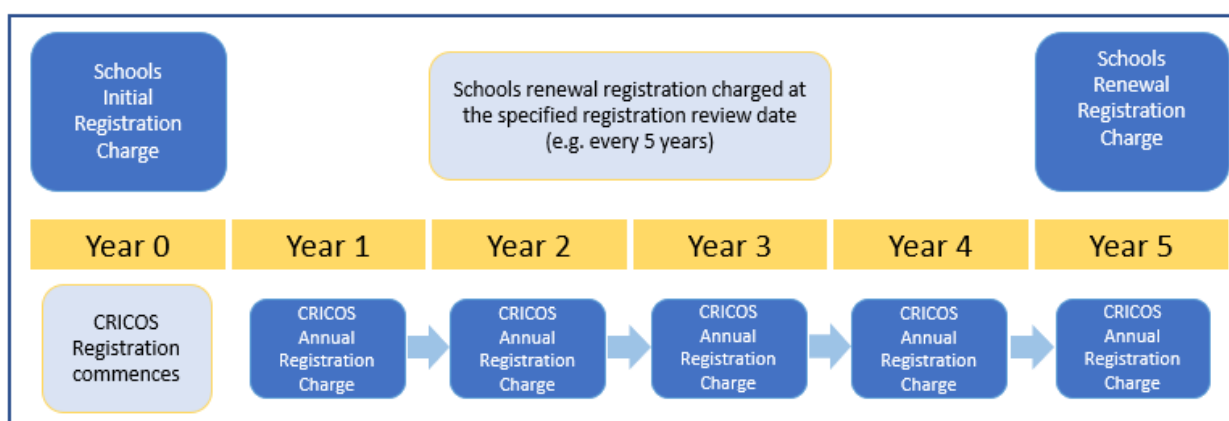 Schools
Initial
Registration
Charge
Schools renewal registration charged at
the specified registration review date
(e.g. every 5 years)
Schools
Renewal
Registration
Charge
Year 0
Year 1
Year 2
Year 3
Year 4
Year 5
CRICOS
Registration
commences
CRICOS
Annual
Registration
Charge
CRICOS
Annual
Registration
Charge
CRICOS
Annual
Registration
Charge
CRICOS
Annual
Registration
Charge
CRICOS
Annual
Registration
Charge